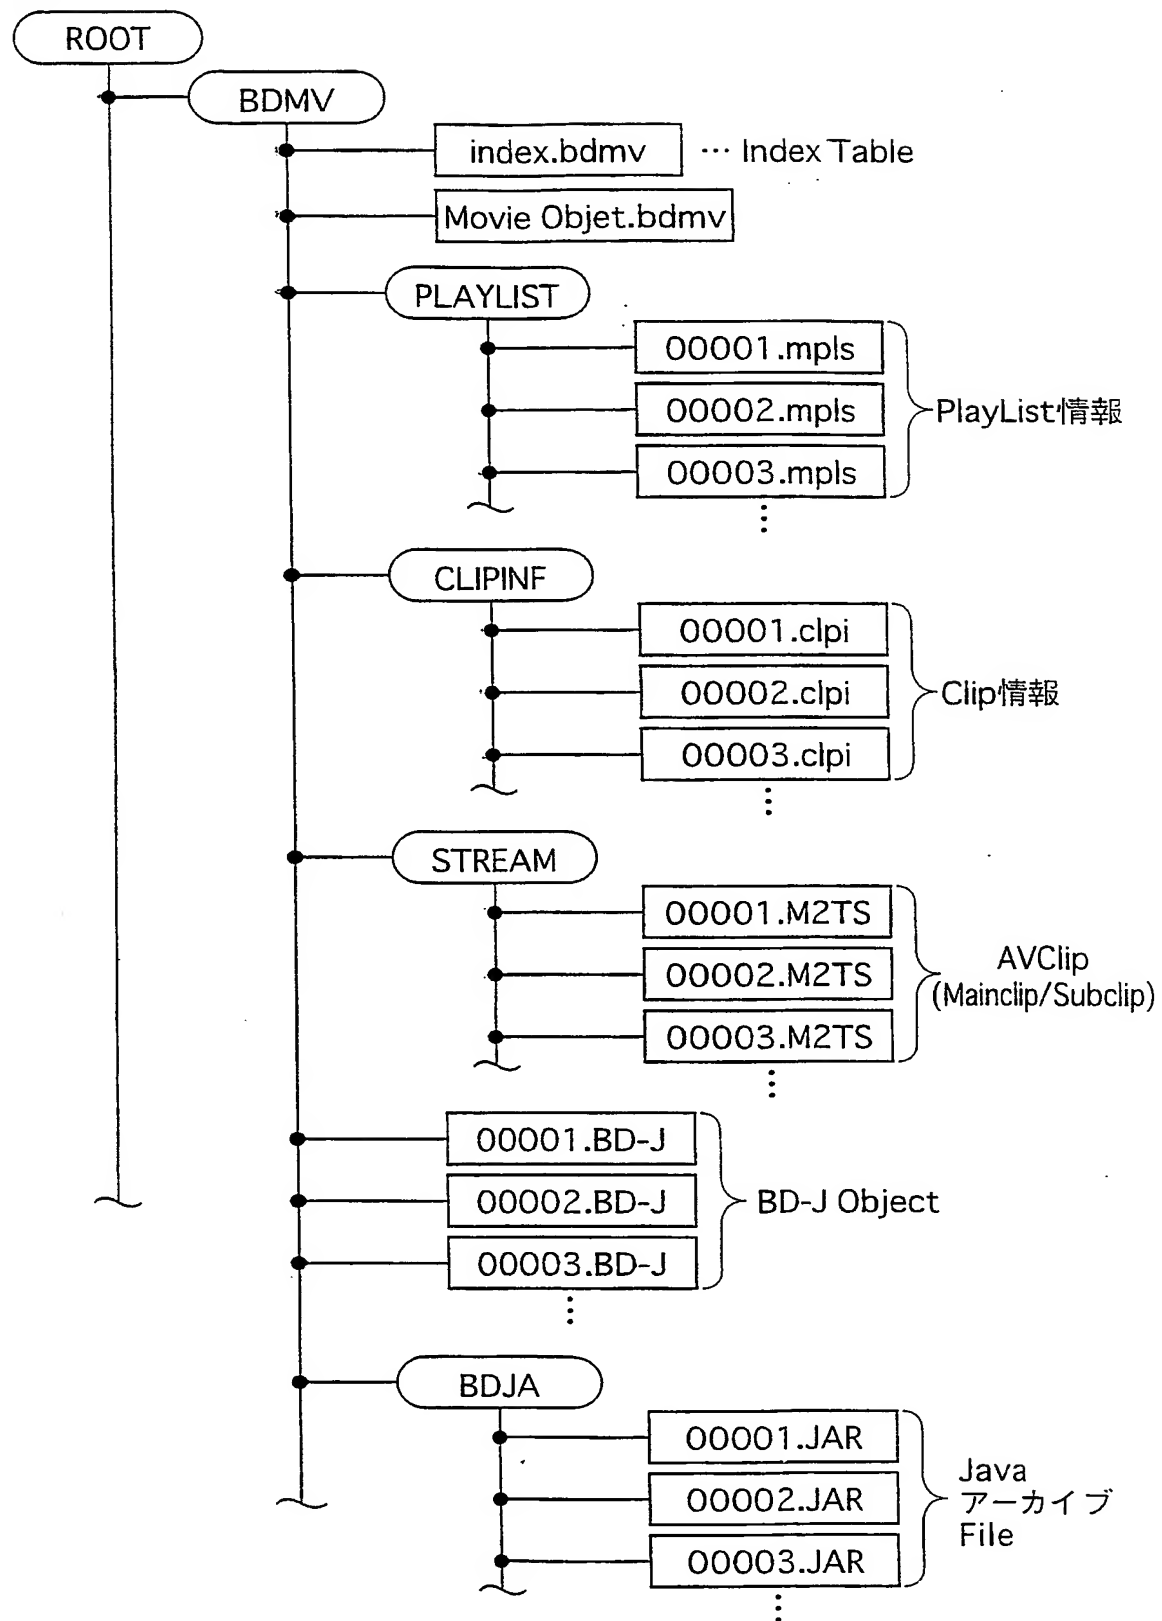 ROOT
BDMV
index.bdmv … Index Table
Movie Objet.bdmv
PLAYLIST
00001.mpls
00002.mpls
PlayList情報
00003.mpls
CLIPINF
00001.clpi
00002.clpi
Clip情報
00003.clpi
STREAM
00001.M2TS
00002.M2TS
AVClip
(Mainclip/Subclip)
00003.M2TS
00001.BD-J
00002.BD-J
BD-J Object
00003.BD-J
BDJA
00001.JAR
00002.JAR
Java
アーカイブ
File
00003.JAR